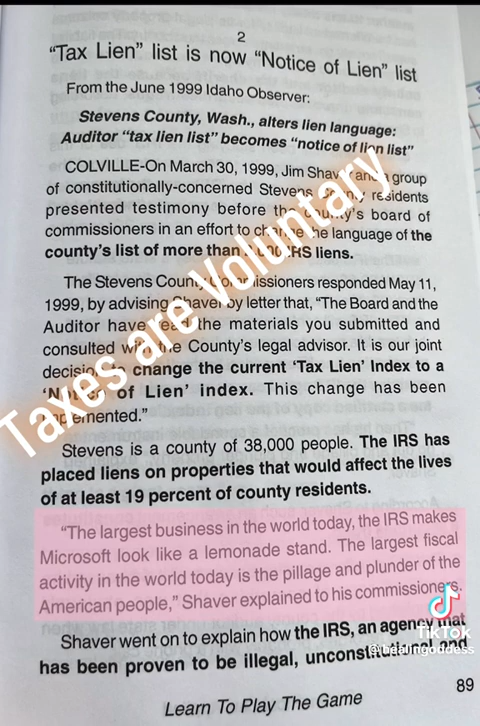 2
“Tax Lien” list is now “Notice of Lien” list
From the June 1999 Idaho Observer:
Stevens County, Wash., alters lien language:
Auditor “tax lien list” becomes “notice of lien list”
COLVILLE-On March 30, 1999, Jim Shaver and a group
of constitutionally-concerned Stevens County residents
presented testimony before the county’s board of
commissioners in an effort to change the language of the
county’s list of more than IRS liens.
The Stevens County commissioners responded May 11,
1999, by advising Shaver by letter that, “The Board and the
Auditor have read the materials you submitted and
consulted with the County’s legal advisor. It is our joint
decision to change the current ‘Tax Lien’ Index to a
‘Notice of Lien’ index. This change has been
implemented.”
Stevens is a county of 38,000 people. The IRS has
placed liens on properties that would affect the lives
of at least 19 percent of county residents.
“The largest business in the world today, the IRS makes
Microsoft look like a lemonade stand. The largest fiscal
activity in the world today is the pillage and plunder of the
American people,” Shaver explained to his commissioners.
Shaver went on to explain how the IRS, an agency that
has been proven to be illegal, unconstitutional and
Learn To Play The Game
89
Taxes are Voluntary
TikTok
@healingoddess